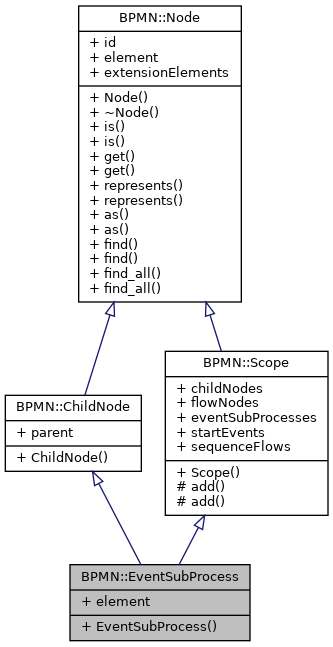 BPMN::Node
+ id
+ element
+ extensionElements
+ Node()
+ ~Node()
+ is()
+ is()
+ get()
+ get()
+ represents()
+ represents()
+ as()
+ as()
+ find()
+ find()
+ find_all()
+ find_all()
BPMN::Scope
+ childNodes
+ flowNodes
+ eventSubProcesses
+ startEvents
+ sequenceFlows
+ Scope()
# add()
# add()
BPMN::ChildNode
+ parent
+ ChildNode()
BPMN::EventSubProcess
+ element
+ EventSubProcess()